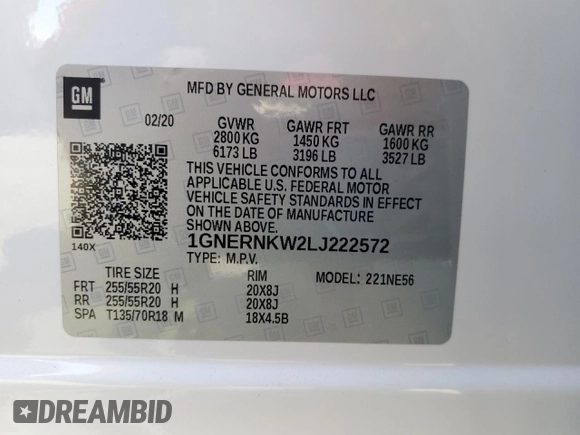 GM
MFD BY GENERAL MOTORS LLC
02/20 GVWR GAWR FRT GAWR RR
2800 KG 1450 KG 1600 KG
6173 LB 3196 LB 3527 LB
THIS VEHICLE CONFORMS TO ALL
APPLICABLE U.S. FEDERAL MOTOR
VEHICLE SAFETY STANDARDS IN EFFECT
ON THE DATE OF MANUFACTURE
SHOWN ABOVE.
140X
1GNERNKW2LJ222572
TYPE: M.P.V.
TIRE SIZE RIM MODEL: 221NE56
FRT 255/55R20 H 20X8J
RR 255/55R20 H 20X8J
SPA T135/70R18 M 18X4.5B
DREAMBID